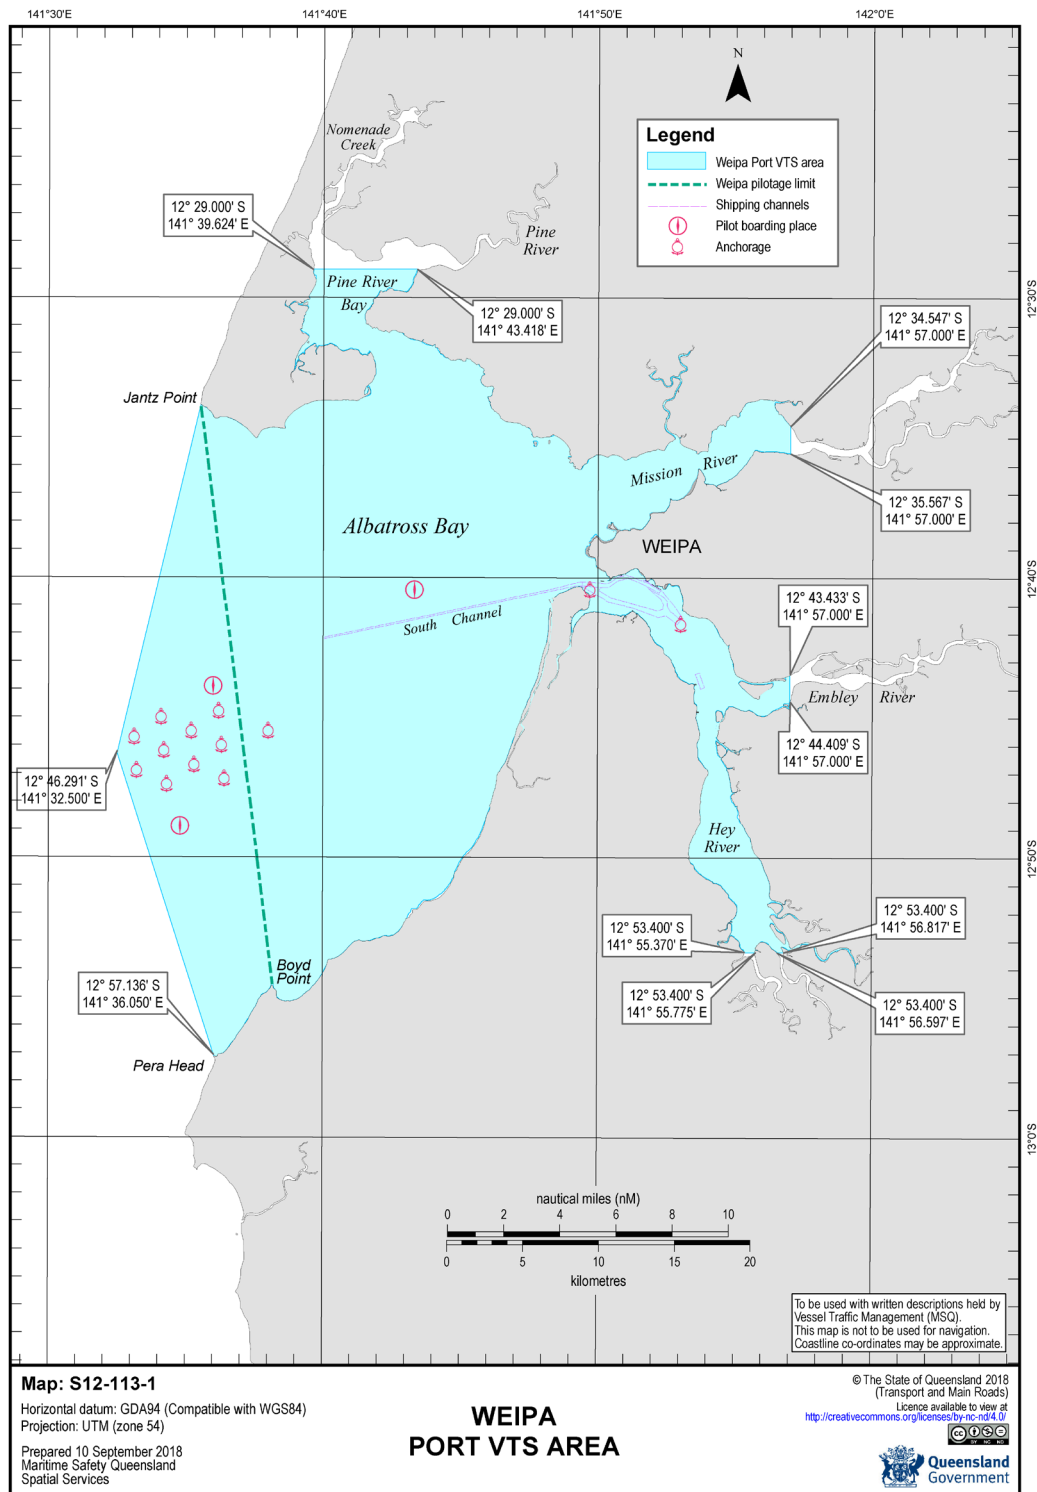 141°30'E
141°40'E
141°50'E
142°0'E
N
Nomenade
Creek
Legend
Weipa Port VTS area
Weipa pilotage limit
Shipping channels
Pilot boarding place
Anchorage
12° 29.000' S
141° 39.624' E
Pine
River
Pine River
Bay
12°30'S
12° 29.000' S
141° 43.418' E
12° 34.547' S
141° 57.000' E
Jantz Point
Mission River
12° 35.567' S
141° 57.000' E
Albatross Bay
WEIPA
12°40'S
12° 43.433' S
141° 57.000' E
South Channel
Embley River
12° 44.409' S
141° 57.000' E
12° 46.291' S
141° 32.500' E
Hey
River
12°50'S
12° 53.400' S
141° 55.370' E
12° 53.400' S
141° 56.817' E
Boyd
Point
12° 57.136' S
141° 36.050' E
12° 53.400' S
141° 55.775' E
12° 53.400' S
141° 56.597' E
Pera Head
13°0'S
nautical miles (nM)
0 2 4 6 8 10
0 5 10 15 20
kilometres
To be used with written descriptions held by
Vessel Traffic Management (MSQ).
This map is not to be used for navigation.
Coastline co-ordinates may be approximate.
Map: S12-113-1
Horizontal datum: GDA94 (Compatible with WGS84)
Projection: UTM (zone 54)
Prepared 10 September 2018
Maritime Safety Queensland
Spatial Services
WEIPA
PORT VTS AREA
© The State of Queensland 2018
(Transport and Main Roads)
Licence available to view at
http://creativecommons.org/licenses/by-nc-nd/4.0/
cc
BY NC ND
Queensland
Government